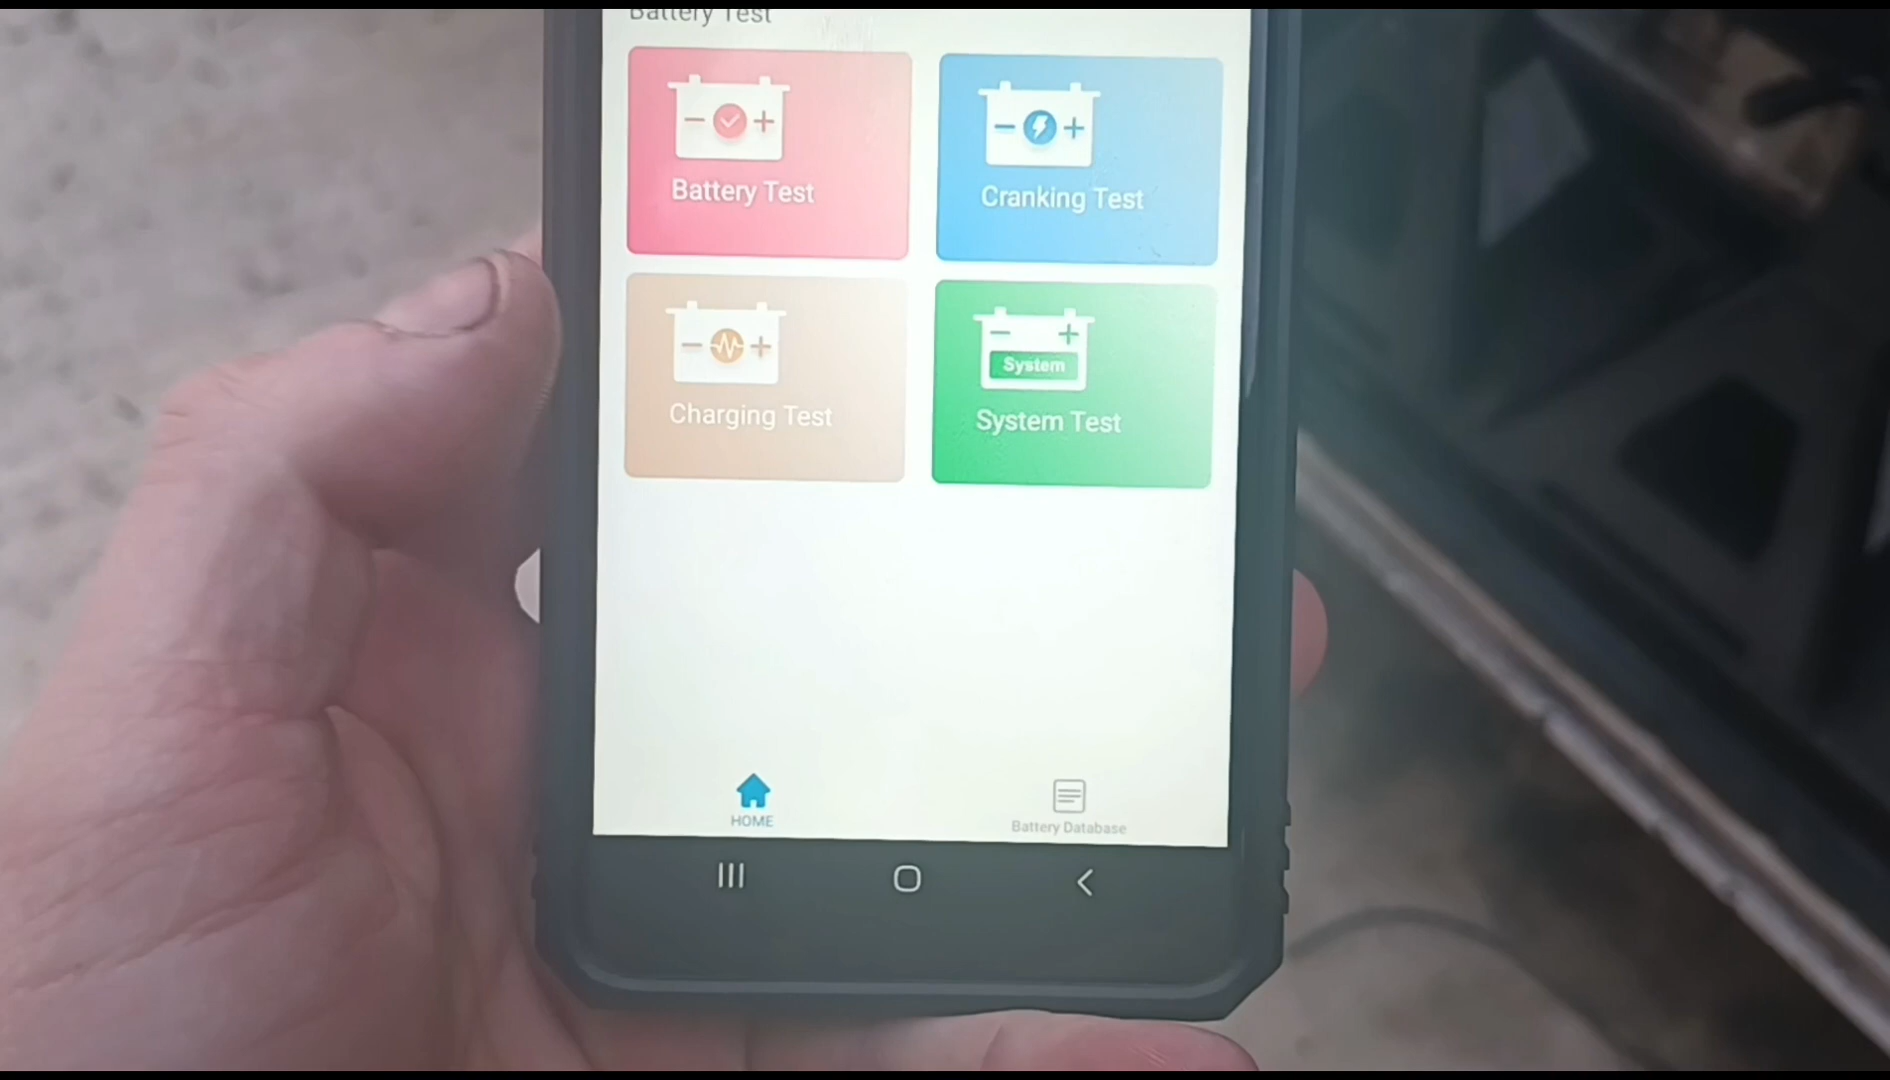 Battery Test
Battery Test
Cranking Test
Charging Test
System
System Test
HOME
Battery Database